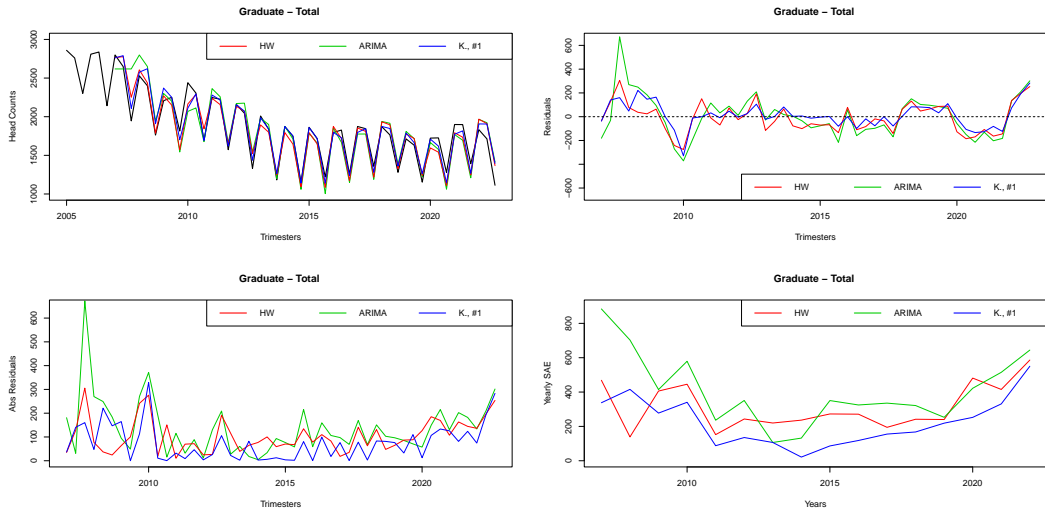 Graduate − Total
HW ARIMA K., #1
Head Counts
3000
2500
2000
1500
1000
2005 2010 2015 2020
Trimesters
Graduate − Total
Residuals
600
400
200
0
−200
−600
HW ARIMA K., #1
2010 2015 2020
Trimesters
Graduate − Total
HW ARIMA K., #1
Abs Residuals
600
500
400
300
200
100
0
2010 2015 2020
Trimesters
Graduate − Total
HW ARIMA K., #1
Yearly SAE
800
600
400
200
0
2010 2015 2020
Years